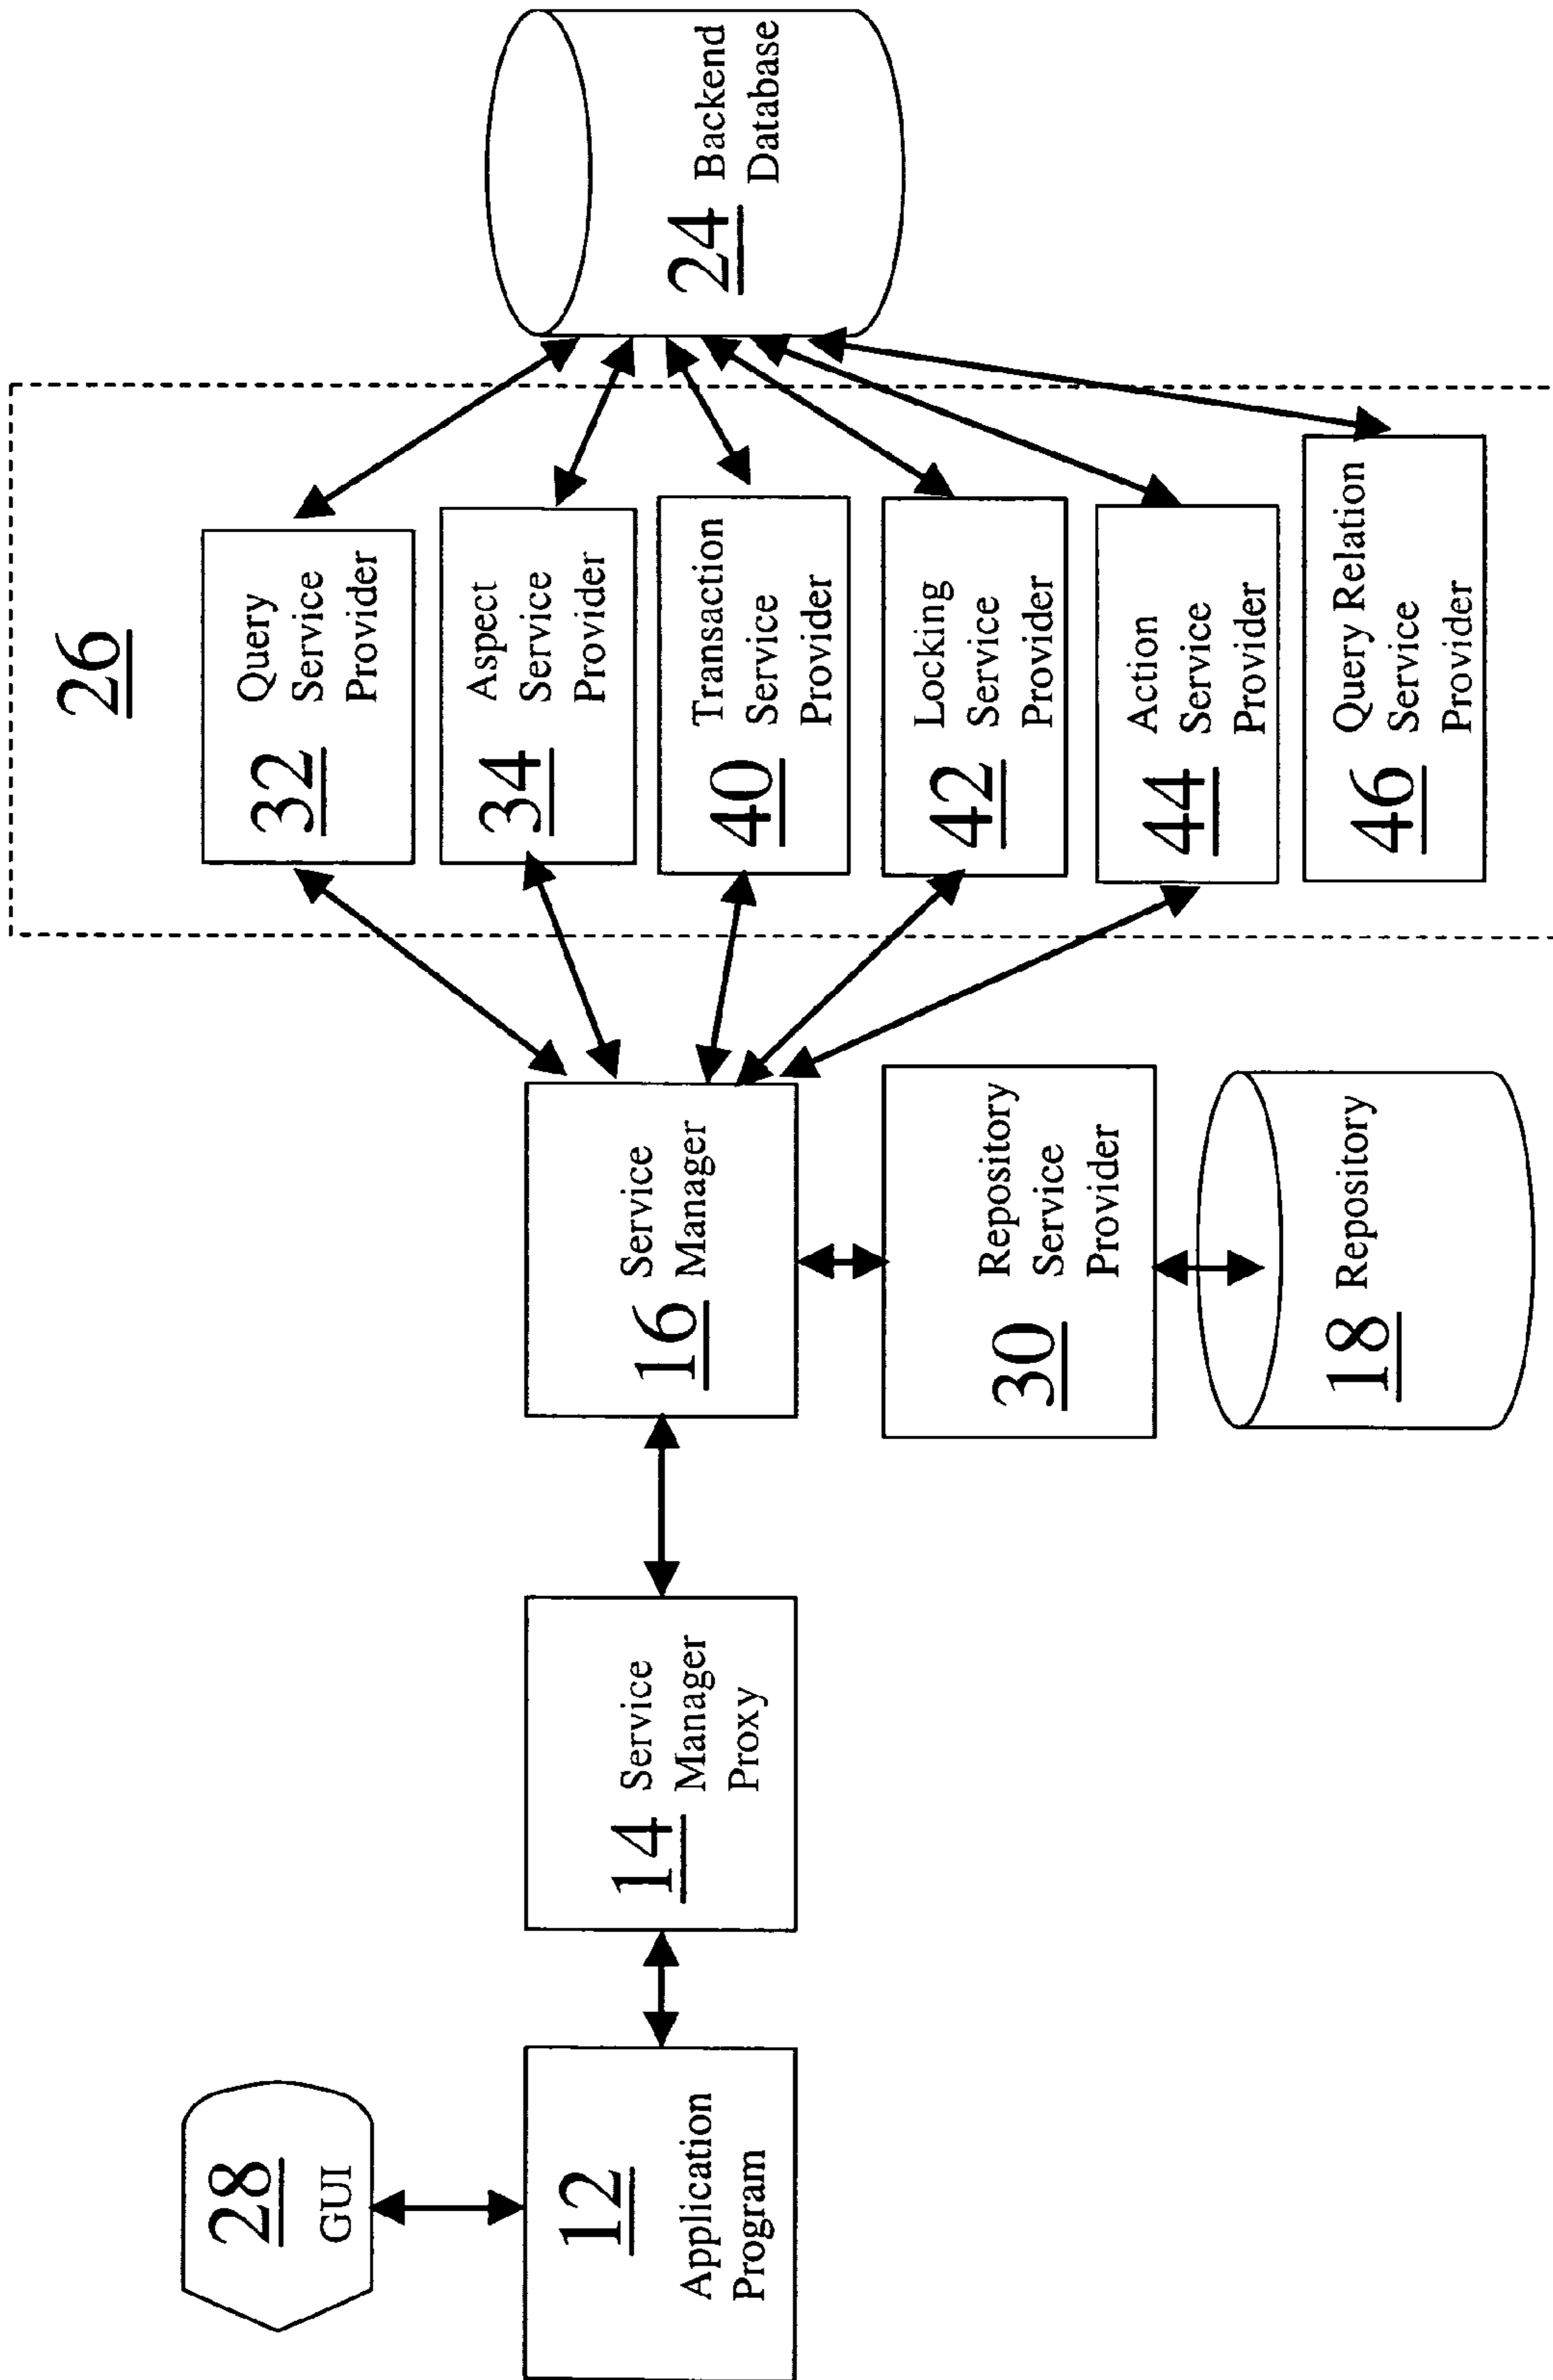 28
GUI
12
Application
Program
14 Service
Manager
Proxy
16 Service
Manager
30 Repository
Service
Provider
18 Repository
26
32 Query
Service
Provider
34 Aspect
Service
Provider
40 Transaction
Service
Provider
42 Locking
Service
Provider
44 Action
Service
Provider
46 Query Relation
Service
Provider
24 Backend
Database